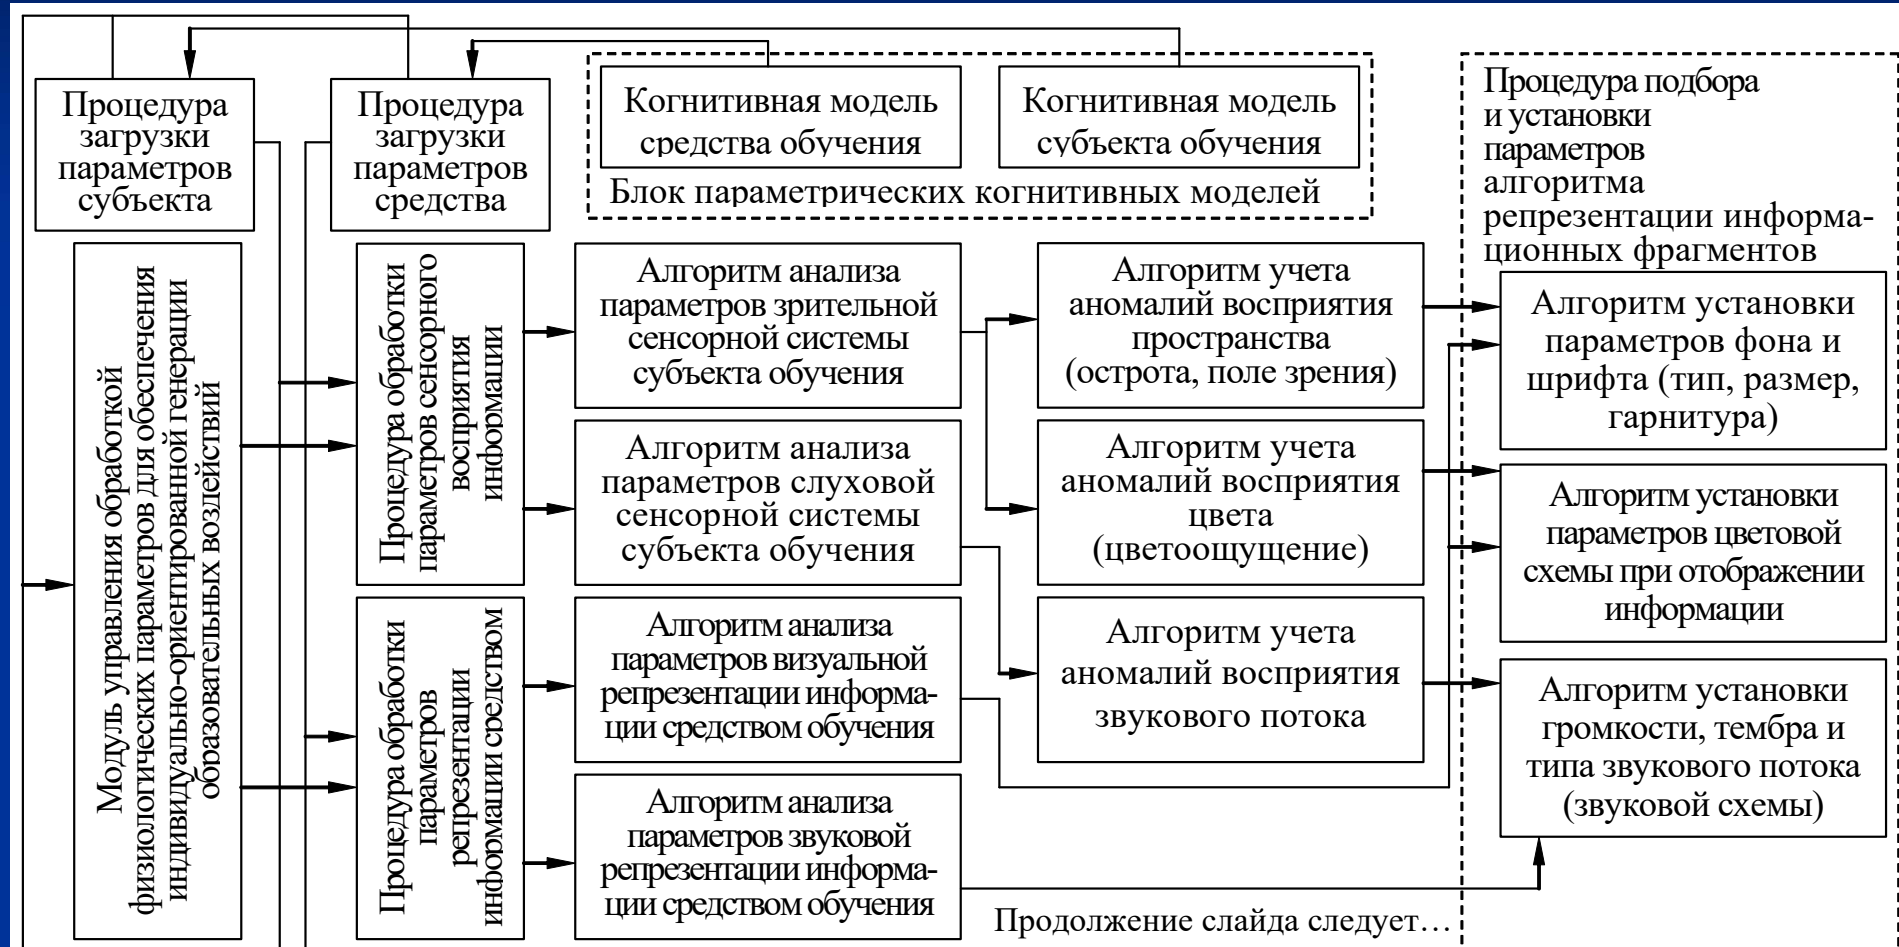 Процедура
загрузки
параметров
субъекта
Процедура
загрузки
параметров
средства
Когнитивная модель
средства обучения
Когнитивная модель
субъекта обучения
Блок параметрических когнитивных моделей
Процедура подбора
и установки
параметров
алгоритма
репрезентации информа-
ционных фрагментов
Модуль управления обработкой
физиологических параметров для обеспечения
индивидуально-ориентированной генерации
образовательных воздействий
Процедура обработки
параметров сенсорного
восприятия
информации
Алгоритм анализа
параметров зрительной
сенсорной системы
субъекта обучения
Алгоритм учета
аномалий восприятия
пространства
(острота, поле зрения)
Алгоритм установки
параметров фона и
шрифта (тип, размер,
гарнитура)
Алгоритм анализа
параметров слуховой
сенсорной системы
субъекта обучения
Алгоритм учета
аномалий восприятия
цвета
(цветоощущение)
Алгоритм установки
параметров цветовой
схемы при отображении
информации
Процедура обработки
параметров
репрезентации
информации средством
Алгоритм анализа
параметров визуальной
репрезентации информа-
ции средством обучения
Алгоритм учета
аномалий восприятия
звукового потока
Алгоритм установки
громкости, тембра и
типа звукового потока
(звуковой схемы)
Алгоритм анализа
параметров звуковой
репрезентации информа-
ции средством обучения
Продолжение слайда следует…